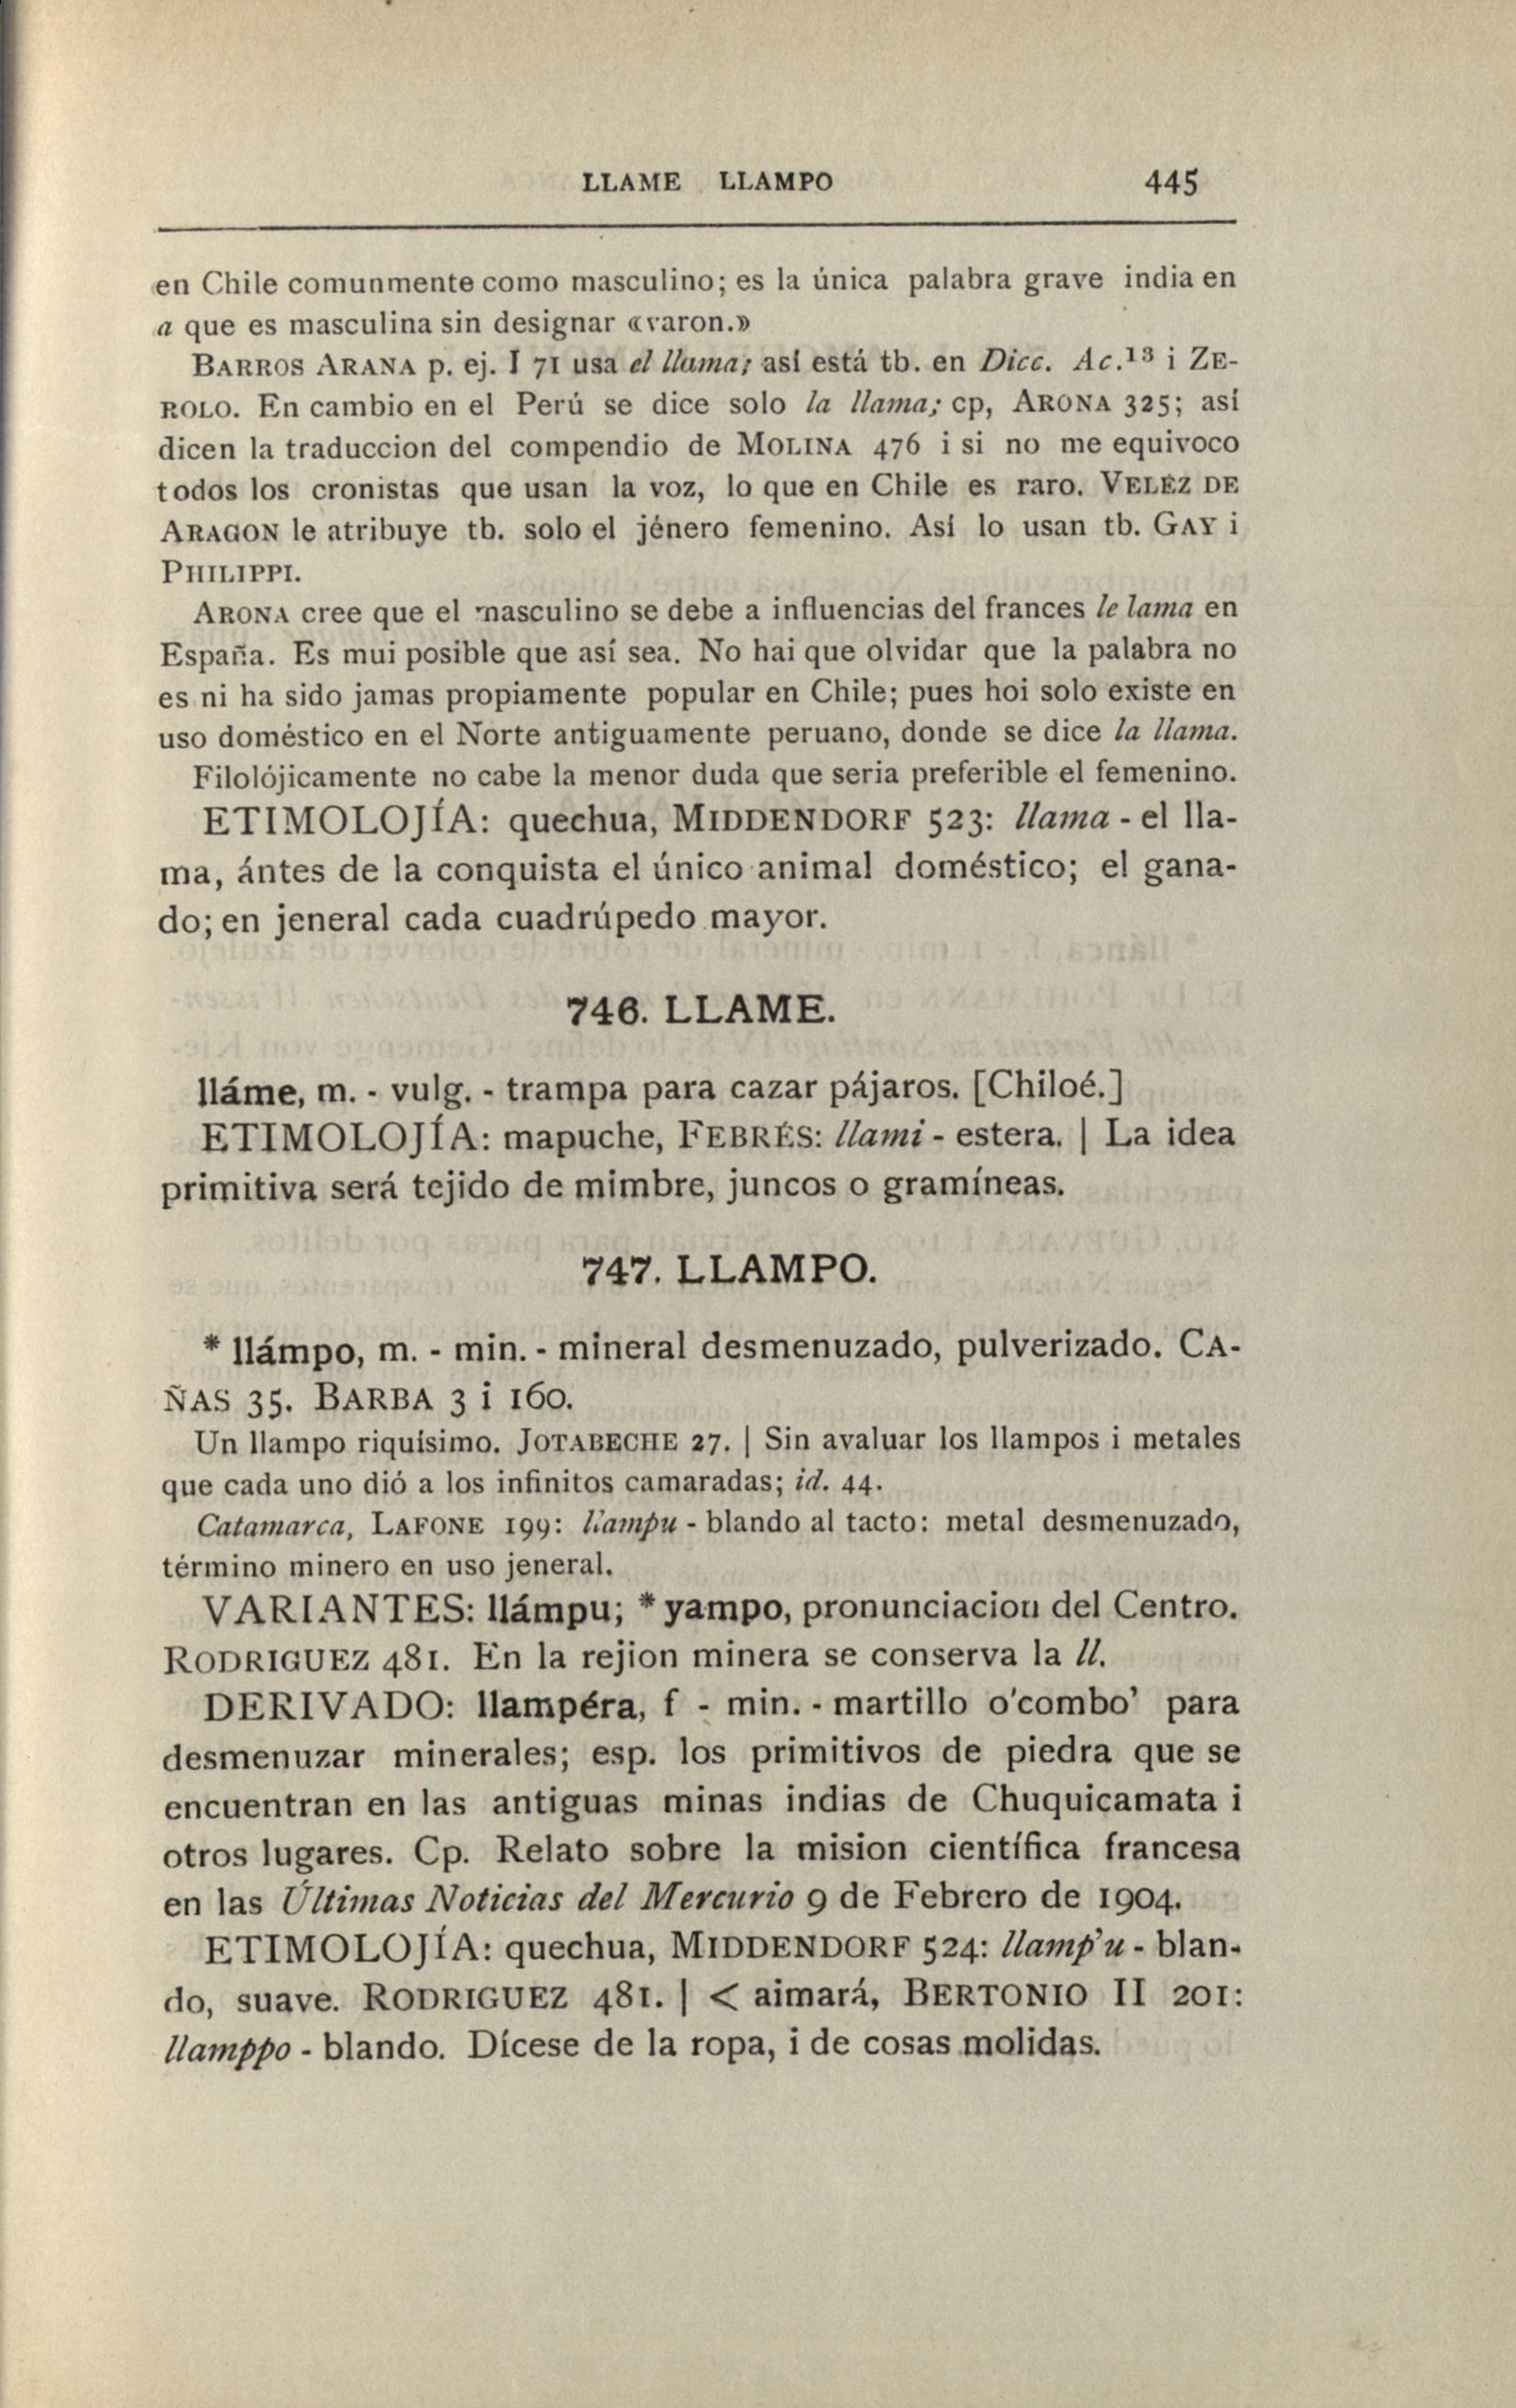 LLAME LLAMPO 445
en Chile comunmente como masculino; es la única palabra grave india en
a que es masculina sin designar «varon.»
BARROS ARANA p. ej. I 71 usa el llama; así está tb. en Dicc. Ac.13 i ZE-
ROLO. En cambio en el Perú se dice solo la llama; cp, ARONA 325; así
dicen la traduccion del compendio de MOLINA 476 i si no me equivoco
todos los cronistas que usan la voz, lo que en Chile es raro. VELÉZ DE
ARAGON le atribuye tb. solo el jénero femenino. Así lo usan tb. GAY i
PHILIPPI.
ARONA cree que el masculino se debe a influencias del frances le lama en
España. Es mui posible que así sea. No hai que olvidar que la palabra no
es ni ha sido jamas propiamente popular en Chile; pues hoi solo existe en
uso doméstico en el Norte antiguamente peruano, donde se dice la llama.
Filolójicamente no cabe la menor duda que seria preferible el femenino.
ETIMOLOJÍA: quechua, MIDDENDORF 523: llama - el lla-
ma, ántes de la conquista el único animal doméstico; el gana-
do; en jeneral cada cuadrúpedo mayor.
746. LLAME.
lláme, m. - vulg. - trampa para cazar pájaros. [Chiloé.]
ETIMOLOJÍA: mapuche, FEBRÉS: llami - estera. | La idea
primitiva será tejido de mimbre, juncos o gramíneas.
747. LLAMPO.
* llámpo, m. - min. - mineral desmenuzado, pulverizado. CA-
ÑAS 35. BARBA 3 i 160.
Un llampo riquísimo. JOTABECHE 27. | Sin avaluar los llampos i metales
que cada uno dió a los infinitos camaradas; id. 44.
Catamarca, LAFONE 199: llampu - blando al tacto: metal desmenuzado,
término minero en uso jeneral.
VARIANTES: llámpu; * yampo, pronunciacion del Centro.
RODRIGUEZ 481. En la rejion minera se conserva la ll.
DERIVADO: llampéra, f - min. - martillo o'combo' para
desmenuzar minerales; esp. los primitivos de piedra que se
encuentran en las antiguas minas indias de Chuquicamata i
otros lugares. Cp. Relato sobre la mision científica francesa
en las Últimas Noticias del Mercurio 9 de Febrero de 1904.
ETIMOLOJÍA: quechua, MIDDENDORF 524: llamp'u - blan-
do, suave. RODRIGUEZ 481. | < aimará, BERTONIO II 201:
llamppo - blando. Dícese de la ropa, i de cosas molidas.